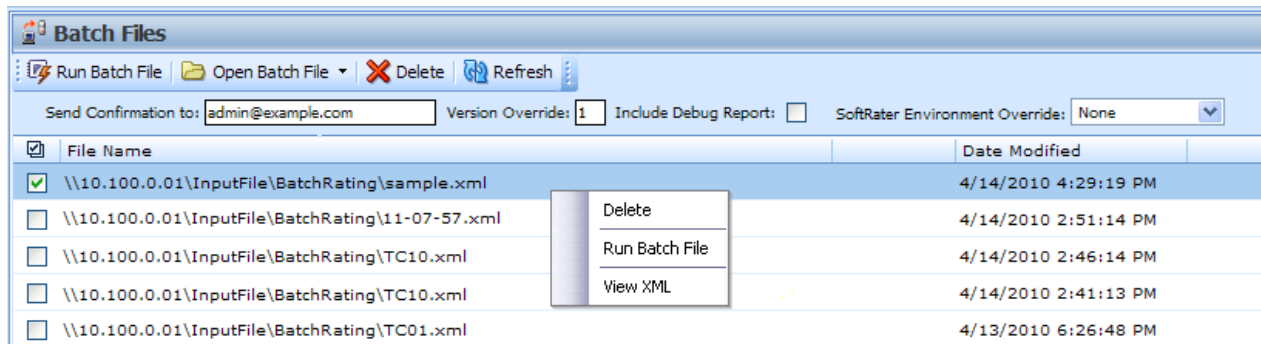 Batch Files
Run Batch File Open Batch File Delete Refresh
Send Confirmation to: admin@example.com Version Override: 1 Include Debug Report: SoftRater Environment Override: None
File Name Date Modified
\\10.100.0.01\InputFile\BatchRating\sample.xml 4/14/2010 4:29:19 PM
\\10.100.0.01\InputFile\BatchRating\11-07-57.xml 4/14/2010 2:51:14 PM
\\10.100.0.01\InputFile\BatchRating\TC10.xml 4/14/2010 2:46:14 PM
\\10.100.0.01\InputFile\BatchRating\TC10.xml 4/14/2010 2:41:13 PM
\\10.100.0.01\InputFile\BatchRating\TC01.xml 4/13/2010 6:26:48 PM
Delete
Run Batch File
View XML